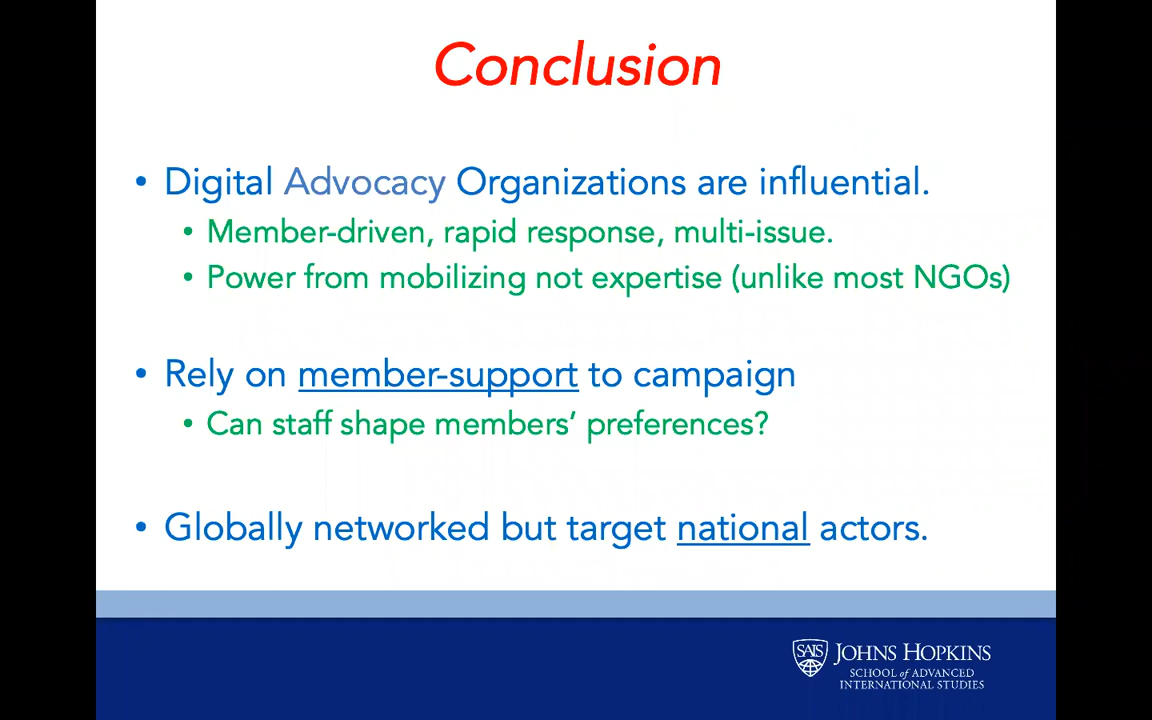 Conclusion
• Digital Advocacy Organizations are influential.
• Member-driven, rapid response, multi-issue.
• Power from mobilizing not expertise (unlike most NGOs)
• Rely on member-support to campaign
• Can staff shape members’ preferences?
• Globally networked but target national actors.
SAIS
JOHNS HOPKINS
SCHOOL of ADVANCED
INTERNATIONAL STUDIES